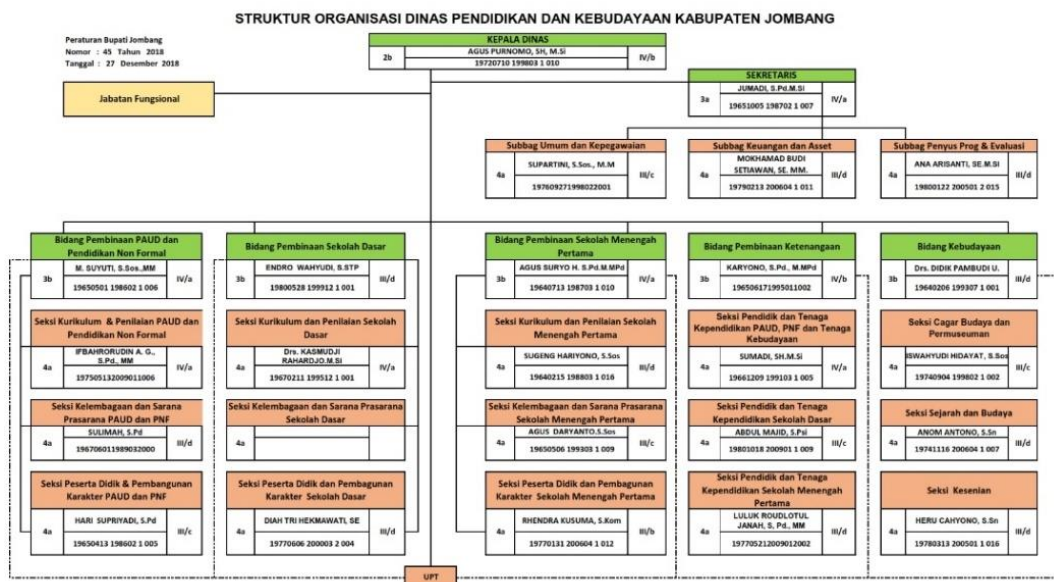 STRUKTUR ORGANISASI DINAS PENDIDIKAN DAN KEBUDAYAAN KABUPATEN JOMBANG
Peraturan Bupati Jombang
Nomor : 45 Tahun 2018
Tanggal : 27 Desember 2018
KEPALA DINAS
2b
AGUS PURNOMO, SH, M.Si
19720710 199803 1 010
IV/b
Jabatan Fungsional
SEKRETARIS
3a
JUMADI, S.Pd.M.Si
19651005 198702 1 007
IV/a
Subbag Umum dan Kepegawaian
4a
SUPARTINI, S.Sos., M.M
197609271998022001
III/c
Subbag Keuangan dan Asset
4a
MOKHAMAD BUDI
SETIAWAN, SE. MM.
19790213 200604 1 011
III/d
Subbag Penyus Prog & Evaluasi
4a
ANA ARISANTI, SE.M.SI
19800122 200501 2 015
III/d
Bidang Pembinaan PAUD dan
Pendidikan Non Formal
3b
M. SUYUTI, S.Sos.,MM
19650501 198602 1 006
IV/a
Seksi Kurikulum & Penilaian PAUD dan
Pendidikan Non Formal
4a
IFBAHRORUDIN A. G.,
S.Pd., MM
197505132009011006
IV/a
Seksi Kelembagaan dan Sarana
Prasarana PAUD dan PNF
4a
SULIMAH, S.Pd
196706011989032000
III/d
Seksi Peserta Didik & Pembangunan
Karakter PAUD dan PNF
4a
HARI SUPRIYADI, S.Pd
19650413 198602 1 005
III/c
Bidang Pembinaan Sekolah Dasar
3b
ENDRO WAHYUDI, S.STP
19800528 199912 1 001
III/d
Seksi Kurikulum dan Penilaian Sekolah
Dasar
4a
Drs. KASMUDJI
RAHARDJO.M.Si
19670211 199512 1 001
IV/a
Seksi Kelembagaan dan Sarana Prasarana
Sekolah Dasar
4a
Seksi Peserta Didik dan Pembagunan
Karakter Sekolah Dasar
4a
DIAH TRI HEKMAWATI, SE
19770606 200003 2 004
III/d
Bidang Pembinaan Sekolah Menengah
Pertama
3b
AGUS SURYO H. S.Pd.M.MPd
19640713 198703 1 010
IV/a
Seksi Kurikulum dan Penilaian Sekolah
Menengah Pertama
4a
SUGENG HARIYONO, S.Sos
19640215 198803 1 016
III/d
Seksi Kelembagaan dan Sarana Prasarana
Sekolah Menengah Pertama
4a
AGUS DARYANTO.S.Sos
19650506 199303 1 009
III/c
Seksi Peserta Didik dan Pembagunan
Karakter Sekolah Menengah Pertama
4a
RHENDRA KUSUMA, S.Kom
19770131 200604 1 012
III/b
Bidang Pembinaan Ketenangaan
3b
KARYONO, S.Pd., M.MPd
196506171995011002
IV/b
Seksi Pendidik dan Tenaga
Kependidikan PAUD, PNF dan Tenaga
Kebudayaan
4a
SUMADI, SH.M.Si
19661209 199103 1 005
IV/a
Seksi Pendidik dan Tenaga
Kependidikan Sekolah Dasar
4a
ABDUL MAJID, S.Psi
19801018 200901 1 009
III/c
Seksi Pendidik dan Tenaga
Kependidikan Sekolah Menengah
Pertama
4a
LULUK ROUDLOTUL
JANAH, S, Pd., MM
197705212009012002
III/d
Bidang Kebudayaan
3b
Drs. DIDIK PAMBUDI U.
19640206 199307 1 001
III/d
Seksi Cagar Budaya dan
Permuseuman
4a
ISWAHYUDI HIDAYAT, S.Sos
19740904 199802 1 002
III/c
Seksi Sejarah dan Budaya
4a
ANOM ANTONO, S.Sn
19741116 200604 1 007
III/d
Seksi Kesenian
4a
HERU CAHYONO, S.Sn
19780313 200501 1 016
III/d
UPT